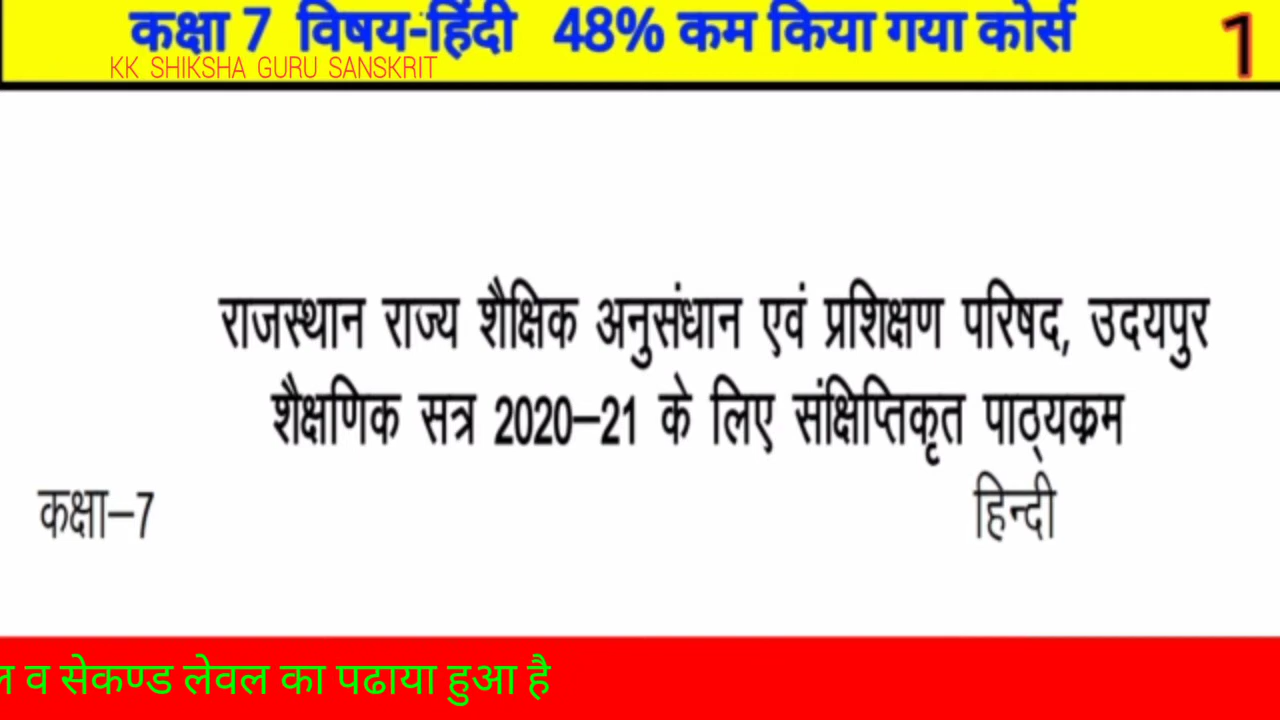 कक्षा 7 विषय-हिंदी 48% कम किया गया कोर्स
1
KK SHIKSHA GURU SANSKRIT
राजस्थान राज्य शैक्षिक अनुसंधान एवं प्रशिक्षण परिषद, उदयपुर
शैक्षणिक सत्र 2020–21 के लिए संक्षिप्तिकृत पाठ्यक्रम
कक्षा–7 हिन्दी
व सेकण्ड लेवल का पढाया हुआ है